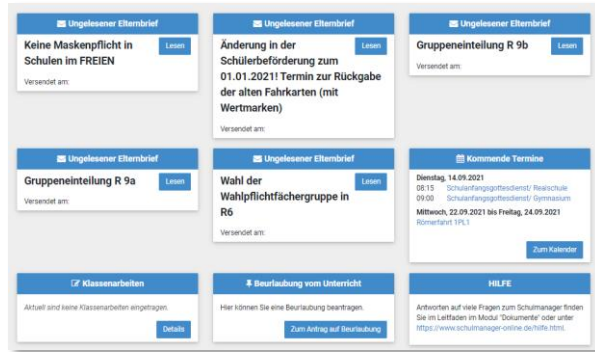 Ungelesener Elternbrief
Keine Maskenpflicht in
Schulen im FREIEN
Lesen
Versendet am:
Ungelesener Elternbrief
Änderung in der
Schülerbeförderung zum
01.01.2021! Termin zur Rückgabe
der alten Fahrkarten (mit
Wertmarken)
Lesen
Versendet am:
Ungelesener Elternbrief
Gruppeneinteilung R 9b
Lesen
Versendet am:
Ungelesener Elternbrief
Gruppeneinteilung R 9a
Lesen
Versendet am:
Ungelesener Elternbrief
Wahl der
Wahlpflichtfächergruppe in
R6
Lesen
Versendet am:
Kommende Termine
Dienstag, 14.09.2021
08:15 Schulanfangsgottesdienst/ Realschule
09:00 Schulanfangsgottesdienst/ Gymnasium
Mittwoch, 22.09.2021 bis Freitag, 24.09.2021
Römerfahrt 1PL1
Zum Kalender
Klassenarbeiten
Aktuell sind keine Klassenarbeiten eingetragen.
Details
Beurlaubung vom Unterricht
Hier können Sie eine Beurlaubung beantragen.
Zum Antrag auf Beurlaubung
HILFE
Antworten auf viele Fragen zum Schulmanager finden
Sie im Leitfaden im Modul "Dokumente" oder unter
https://www.schulmanager-online.de/hilfe.html.